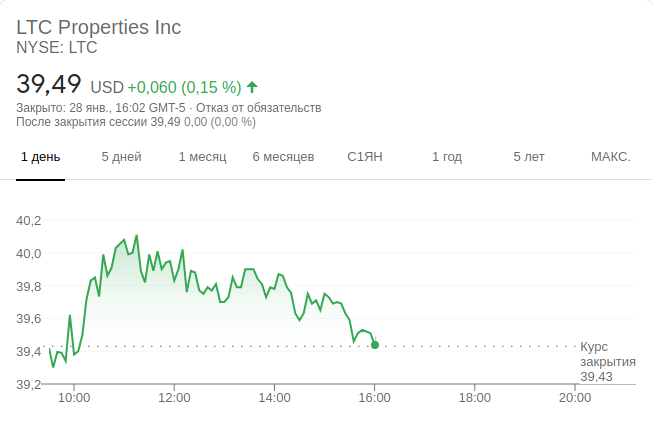 LTC Properties Inc
NYSE: LTC
39,49 USD +0,060 (0,15 %)
Закрыто: 28 янв., 16:02 GMT-5 · Отказ от обязательств
После закрытия сессии 39,49 0,00 (0,00 %)
1 день 5 дней 1 месяц 6 месяцев С1ЯН 1 год 5 лет МАКС.
40,2
40,0
39,8
39,6
39,4
39,2
Курс
закрытия
39,43
10:00 12:00 14:00 16:00 18:00 20:00